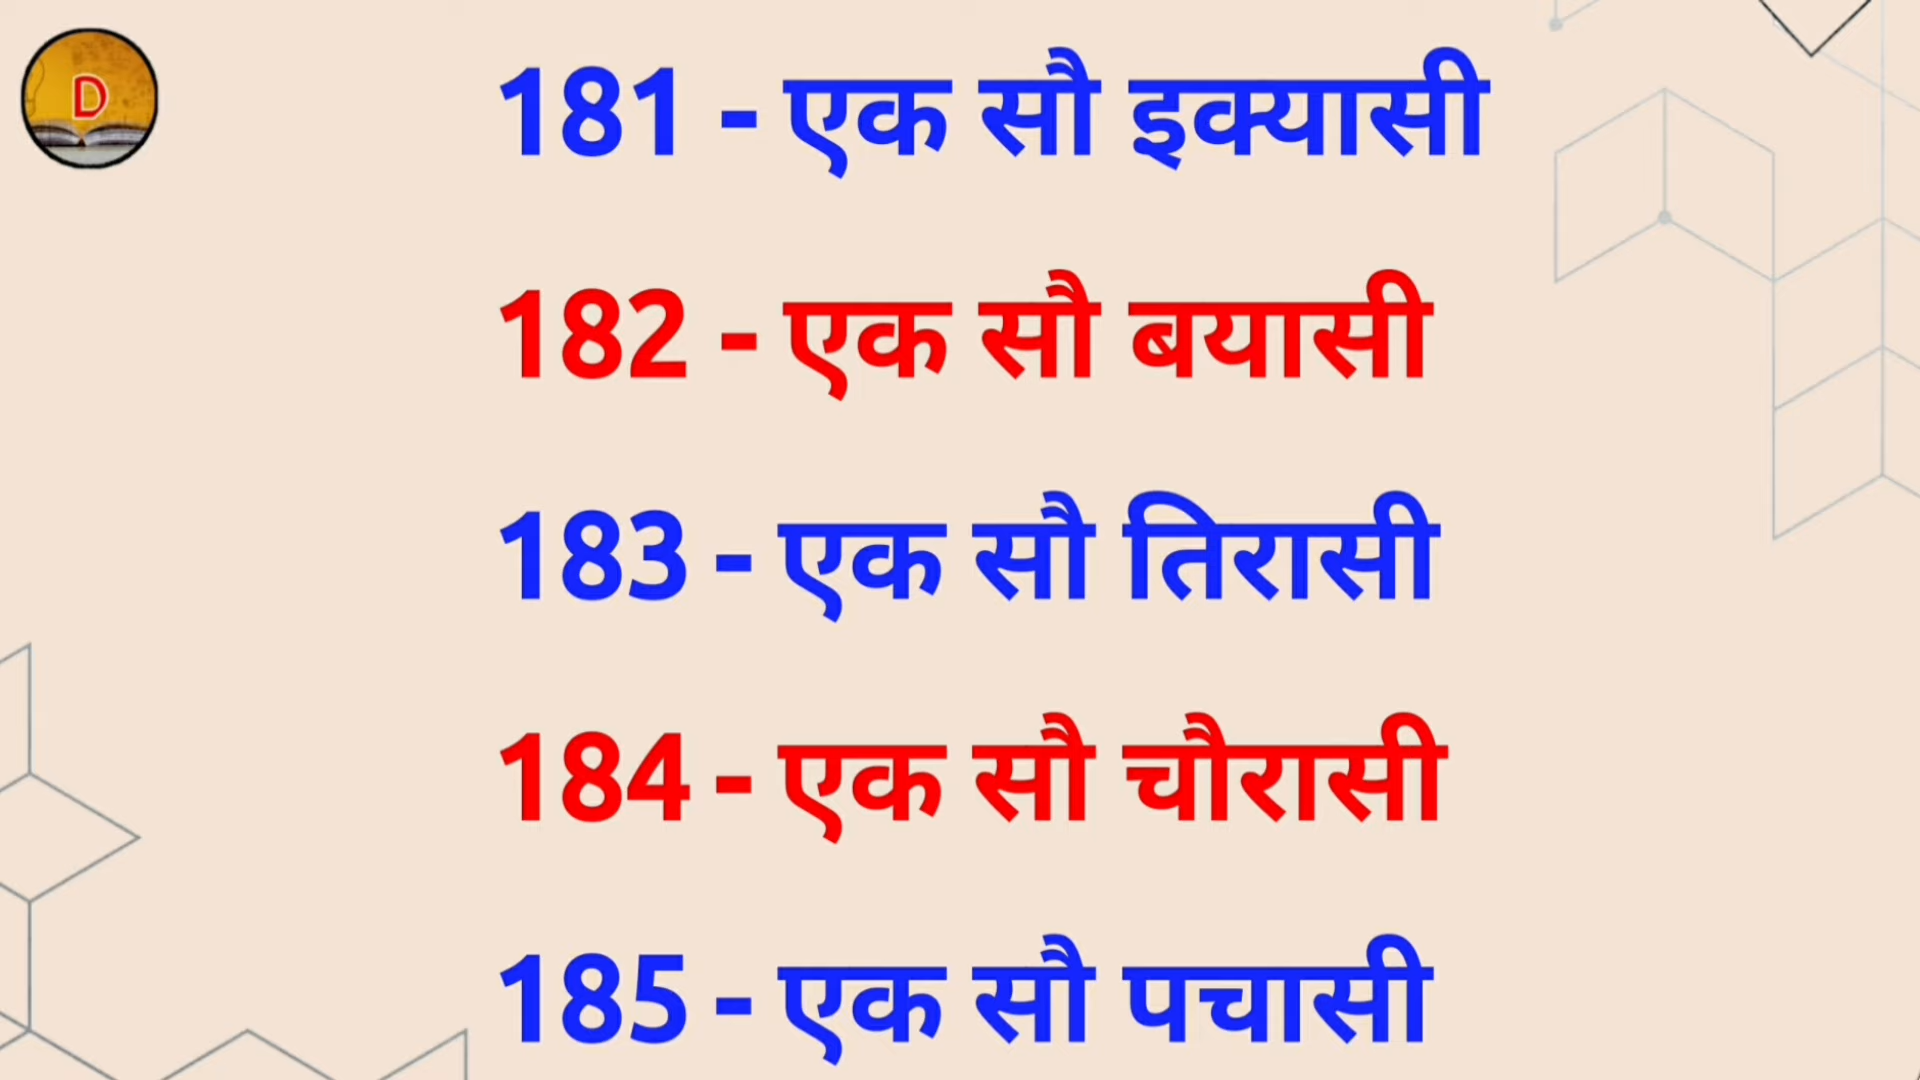 D
181 - एक सौ इक्यासी
182 - एक सौ बयासी
183 - एक सौ तिरासी
184 - एक सौ चौरासी
185 - एक सौ पचासी